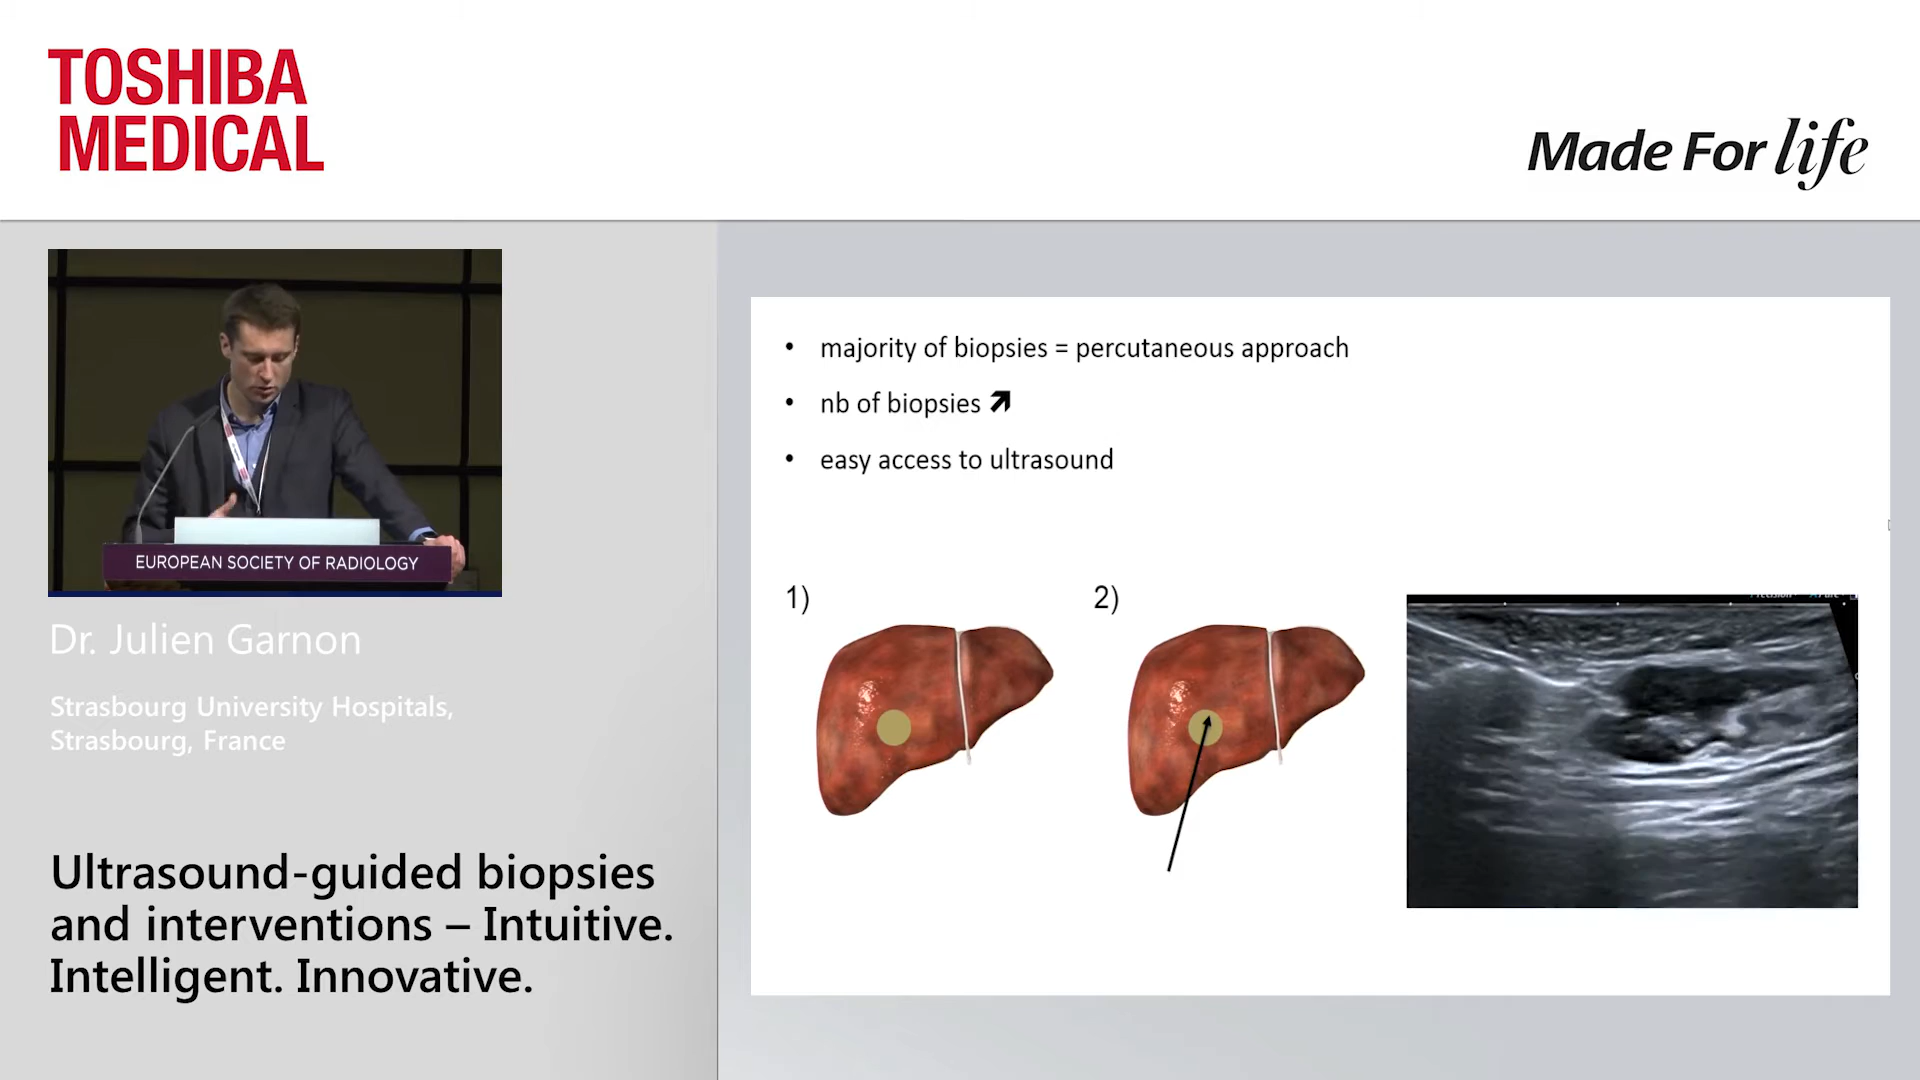 TOSHIBA
MEDICAL
Made For life
EUROPEAN SOCIETY OF RADIOLOGY
Dr. Julien Garnon
Strasbourg University Hospitals,
Strasbourg, France
Ultrasound-guided biopsies
and interventions – Intuitive.
Intelligent. Innovative.
• majority of biopsies = percutaneous approach
• nb of biopsies ↗
• easy access to ultrasound
1)
2)